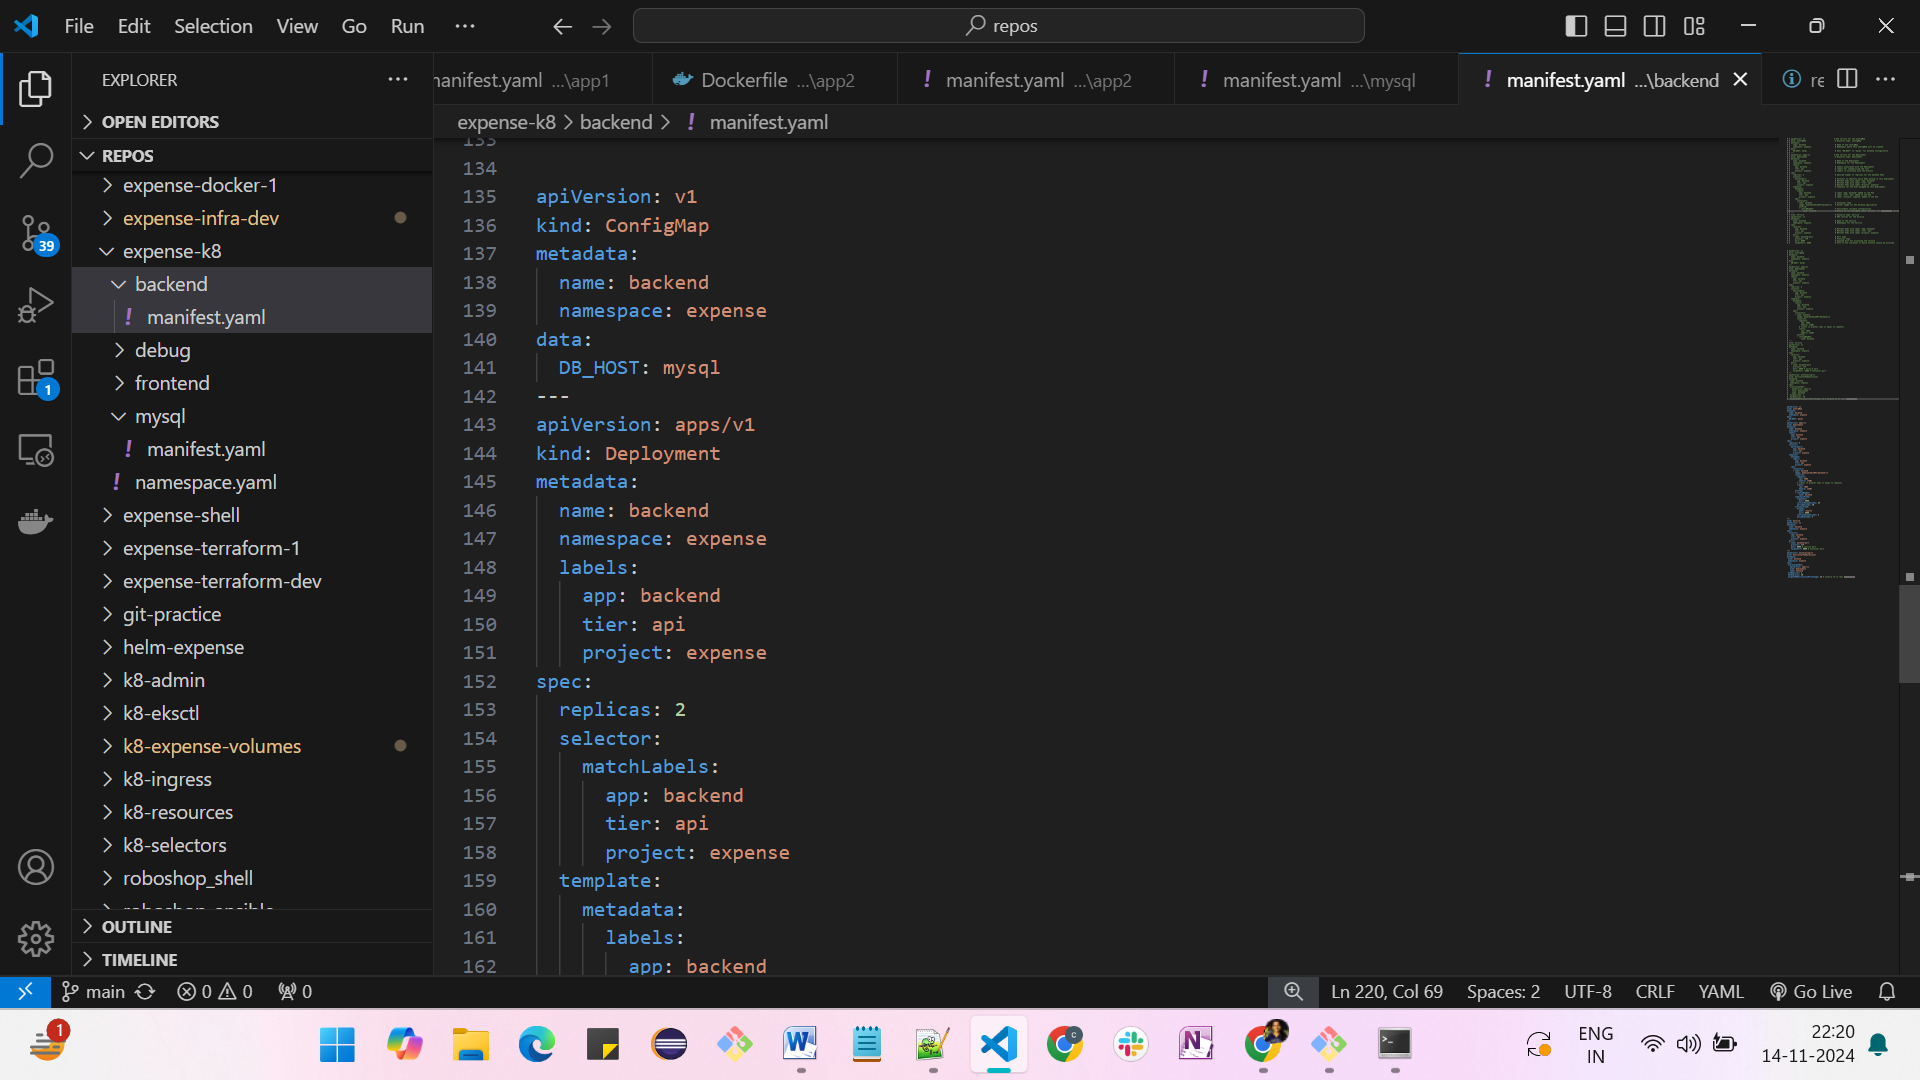 File Edit Selection View Go Run ···
repos
EXPLORER
manifest.yaml ...\app1
Dockerfile ...\app2
! manifest.yaml ...\app2
! manifest.yaml ...\mysql
! manifest.yaml ...\backend
re
OPEN EDITORS
REPOS
expense-docker-1
expense-infra-dev
expense-k8
backend
! manifest.yaml
debug
frontend
mysql
! manifest.yaml
! namespace.yaml
expense-shell
expense-terraform-1
expense-terraform-dev
git-practice
helm-expense
k8-admin
k8-eksctl
k8-expense-volumes
k8-ingress
k8-resources
k8-selectors
roboshop_shell
OUTLINE
TIMELINE
39
1
expense-k8 > backend > ! manifest.yaml
133
134
135 apiVersion: v1
136 kind: ConfigMap
137 metadata:
138 name: backend
139 namespace: expense
140 data:
141 DB_HOST: mysql
142 ---
143 apiVersion: apps/v1
144 kind: Deployment
145 metadata:
146 name: backend
147 namespace: expense
148 labels:
149 app: backend
150 tier: api
151 project: expense
152 spec:
153 replicas: 2
154 selector:
155 matchLabels:
156 app: backend
157 tier: api
158 project: expense
159 template:
160 metadata:
161 labels:
162 app: backend
main 0 0 0
Ln 220, Col 69 Spaces: 2 UTF-8 CRLF YAML Go Live
1
ENG
IN
22:20
14-11-2024